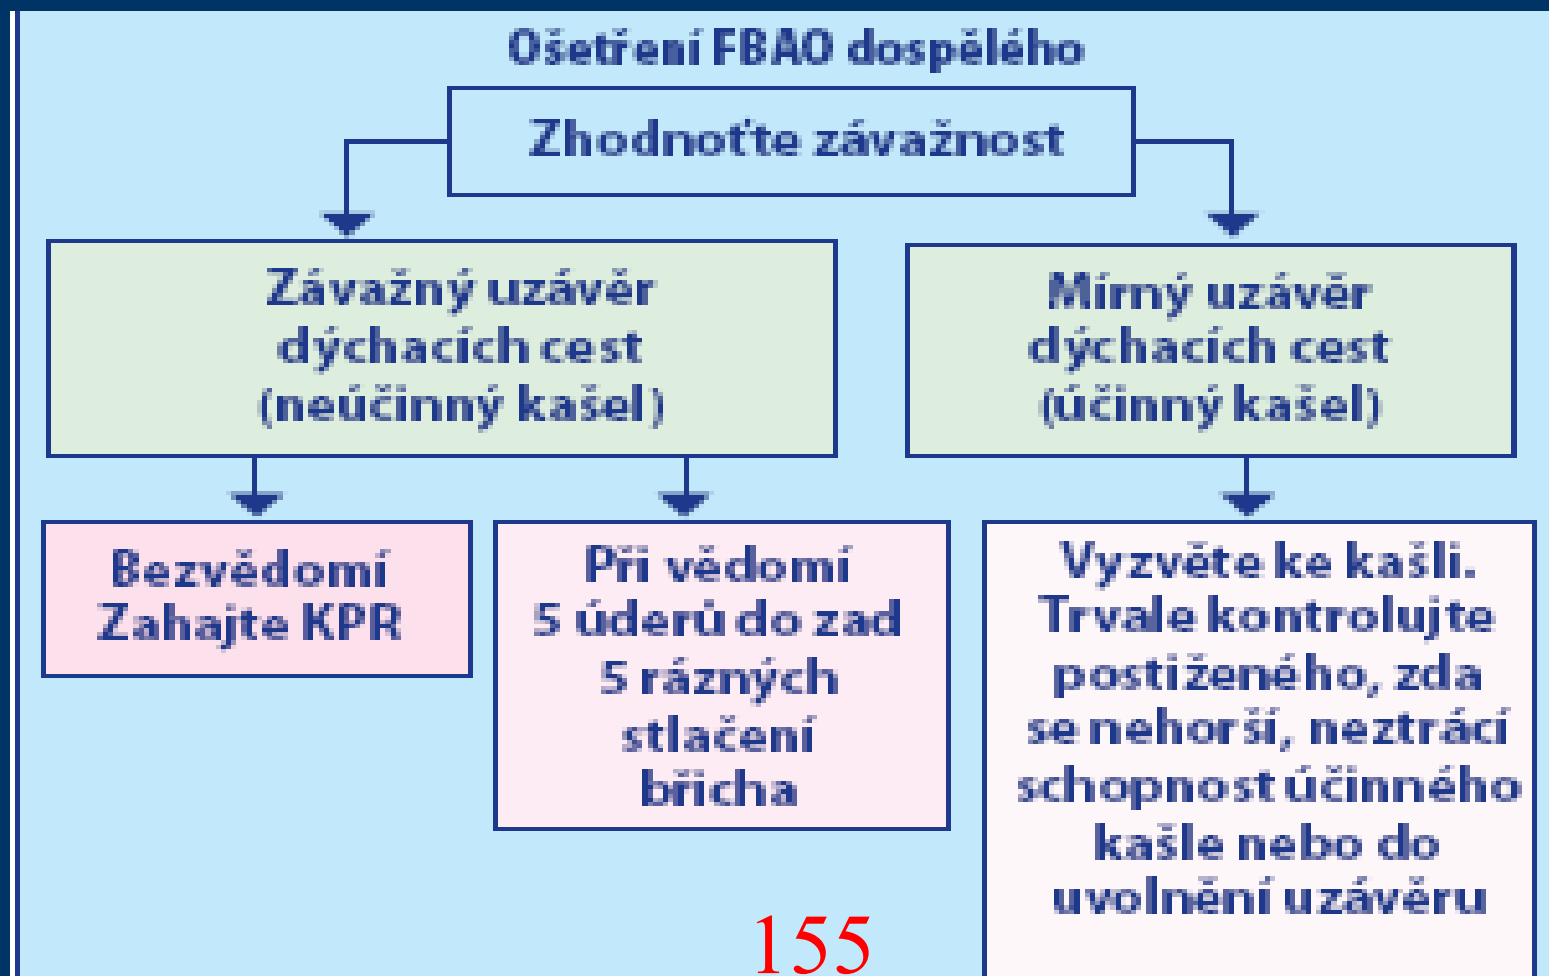 Ošetření FBAO dospělého
Zhodnoťte závažnost
Závažný uzávěr
dýchacích cest
(neúčinný kašel)
Mírný uzávěr
dýchacích cest
(účinný kašel)
Bezvědomí
Zahajte KPR
Při vědomí
5 úderů do zad
5 rázných
stlačení
břicha
Vyzvěte ke kašli.
Trvale kontrolujte
postiženého, zda
se nehorší, neztrácí
schopnost účinného
kašle nebo do
uvolnění uzávěru
155